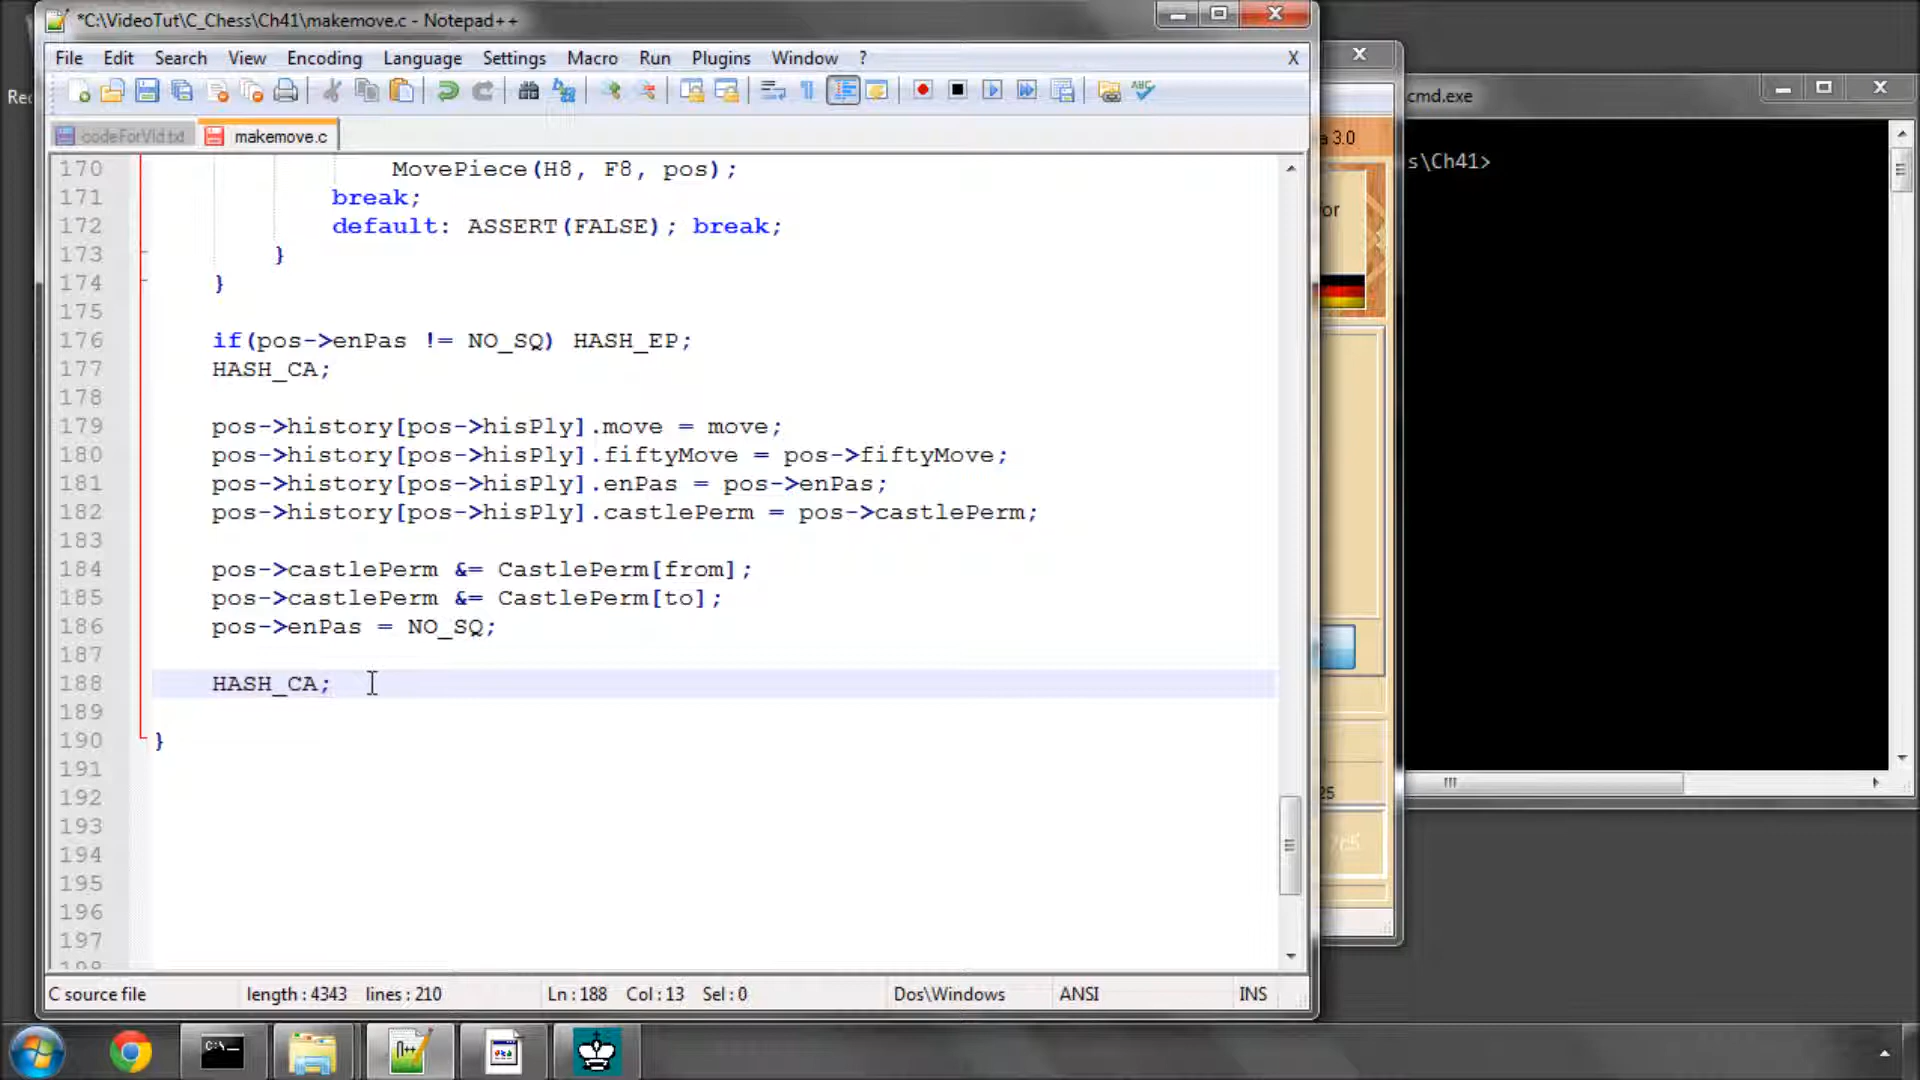 *C:\VideoTut\C_Chess\Ch41\makemove.c - Notepad++
File Edit Search View Encoding Language Settings Macro Run Plugins Window ? X
codeForVid.txt makemove.c
170 MovePiece(H8, F8, pos);
171 break;
172 default: ASSERT(FALSE); break;
173 }
174 }
175
176 if(pos->enPas != NO_SQ) HASH_EP;
177 HASH_CA;
178
179 pos->history[pos->hisPly].move = move;
180 pos->history[pos->hisPly].fiftyMove = pos->fiftyMove;
181 pos->history[pos->hisPly].enPas = pos->enPas;
182 pos->history[pos->hisPly].castlePerm = pos->castlePerm;
183
184 pos->castlePerm &= CastlePerm[from];
185 pos->castlePerm &= CastlePerm[to];
186 pos->enPas = NO_SQ;
187
188 HASH_CA;
189
190 }
191
192
193
194
195
196
197
198
C source file length : 4343 lines : 210 Ln : 188 Col : 13 Sel : 0 Dos\Windows ANSI INS
Rec
a 3.0
or
25
cmd.exe
s\Ch41>
C:\